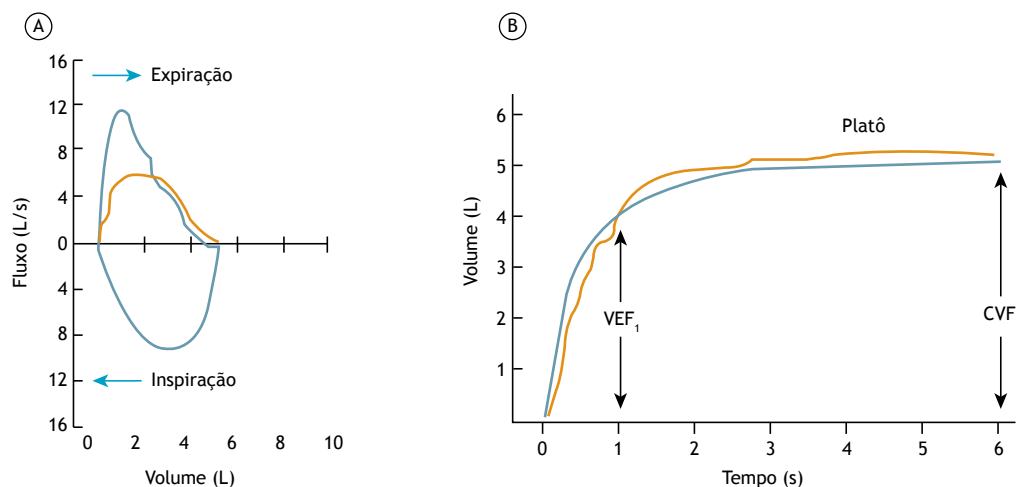 A
16
Expiração
12
8
4
0
4
8
12
Inspiração
16
0 2 4 6 8 10
Fluxo (L/s)
Volume (L)
B
6
Platô
5
4
3
2
1
VEF1
CVF
0 1 2 3 4 5 6
Volume (L)
Tempo (s)